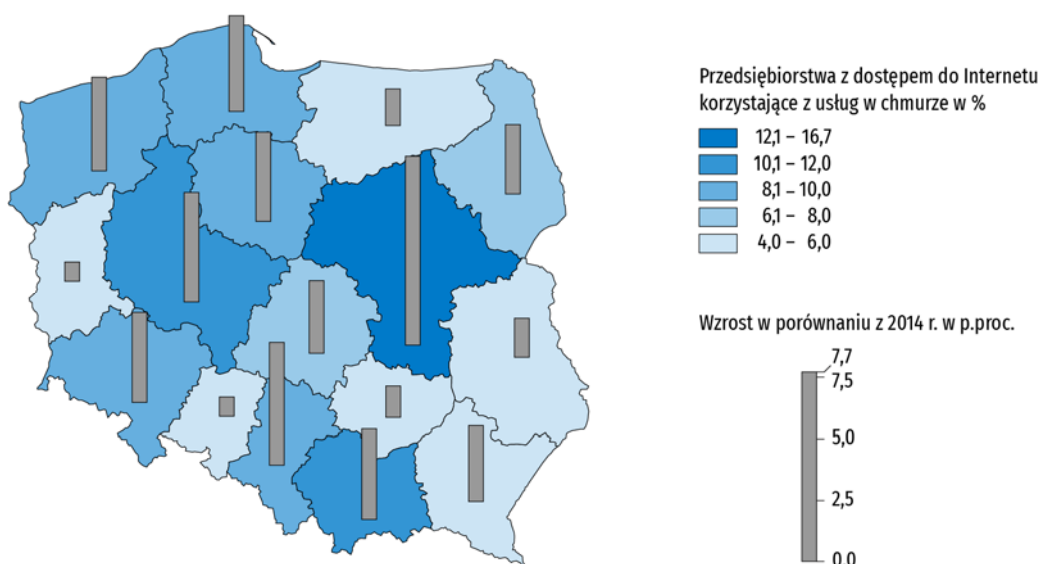 Przedsiębiorstwa z dostępem do Internetu
korzystające z usług w chmurze w %
12,1 – 16,7
10,1 – 12,0
8,1 – 10,0
6,1 – 8,0
4,0 – 6,0
Wzrost w porównaniu z 2014 r. w p.proc.
7,7
7,5
5,0
2,5
0,0